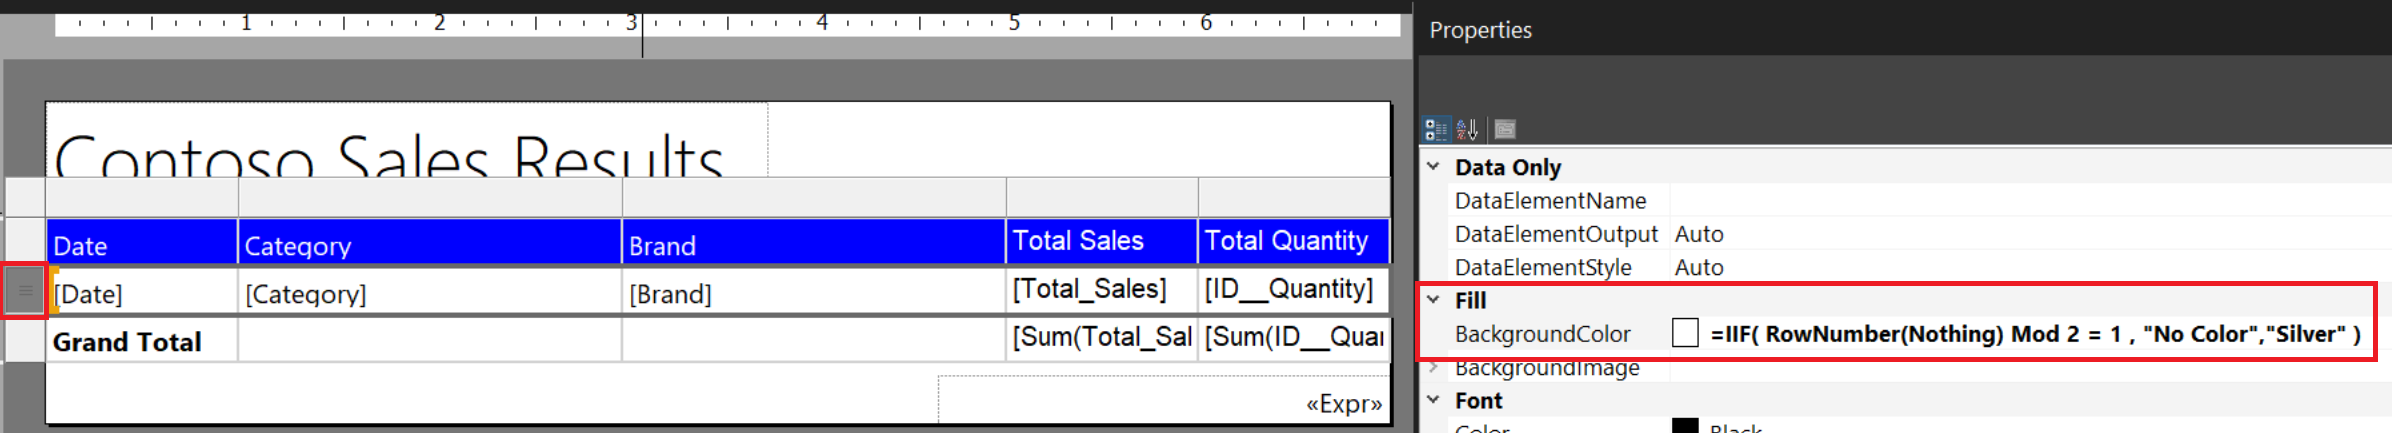 1 2 3 4 5 6
Properties
Contoso Sales Results
Data Only
DataElementName
DataElementOutput Auto
DataElementStyle Auto
Date Category Brand Total Sales Total Quantity
[Date] [Category] [Brand] [Total_Sales] [ID__Quantity]
Fill
BackgroundColor =IIF( RowNumber(Nothing) Mod 2 = 1 , "No Color","Silver" )
Grand Total [Sum(Total_Sal [Sum(ID__Quar
BackgroundImage
«Expr»
Font
Color Black